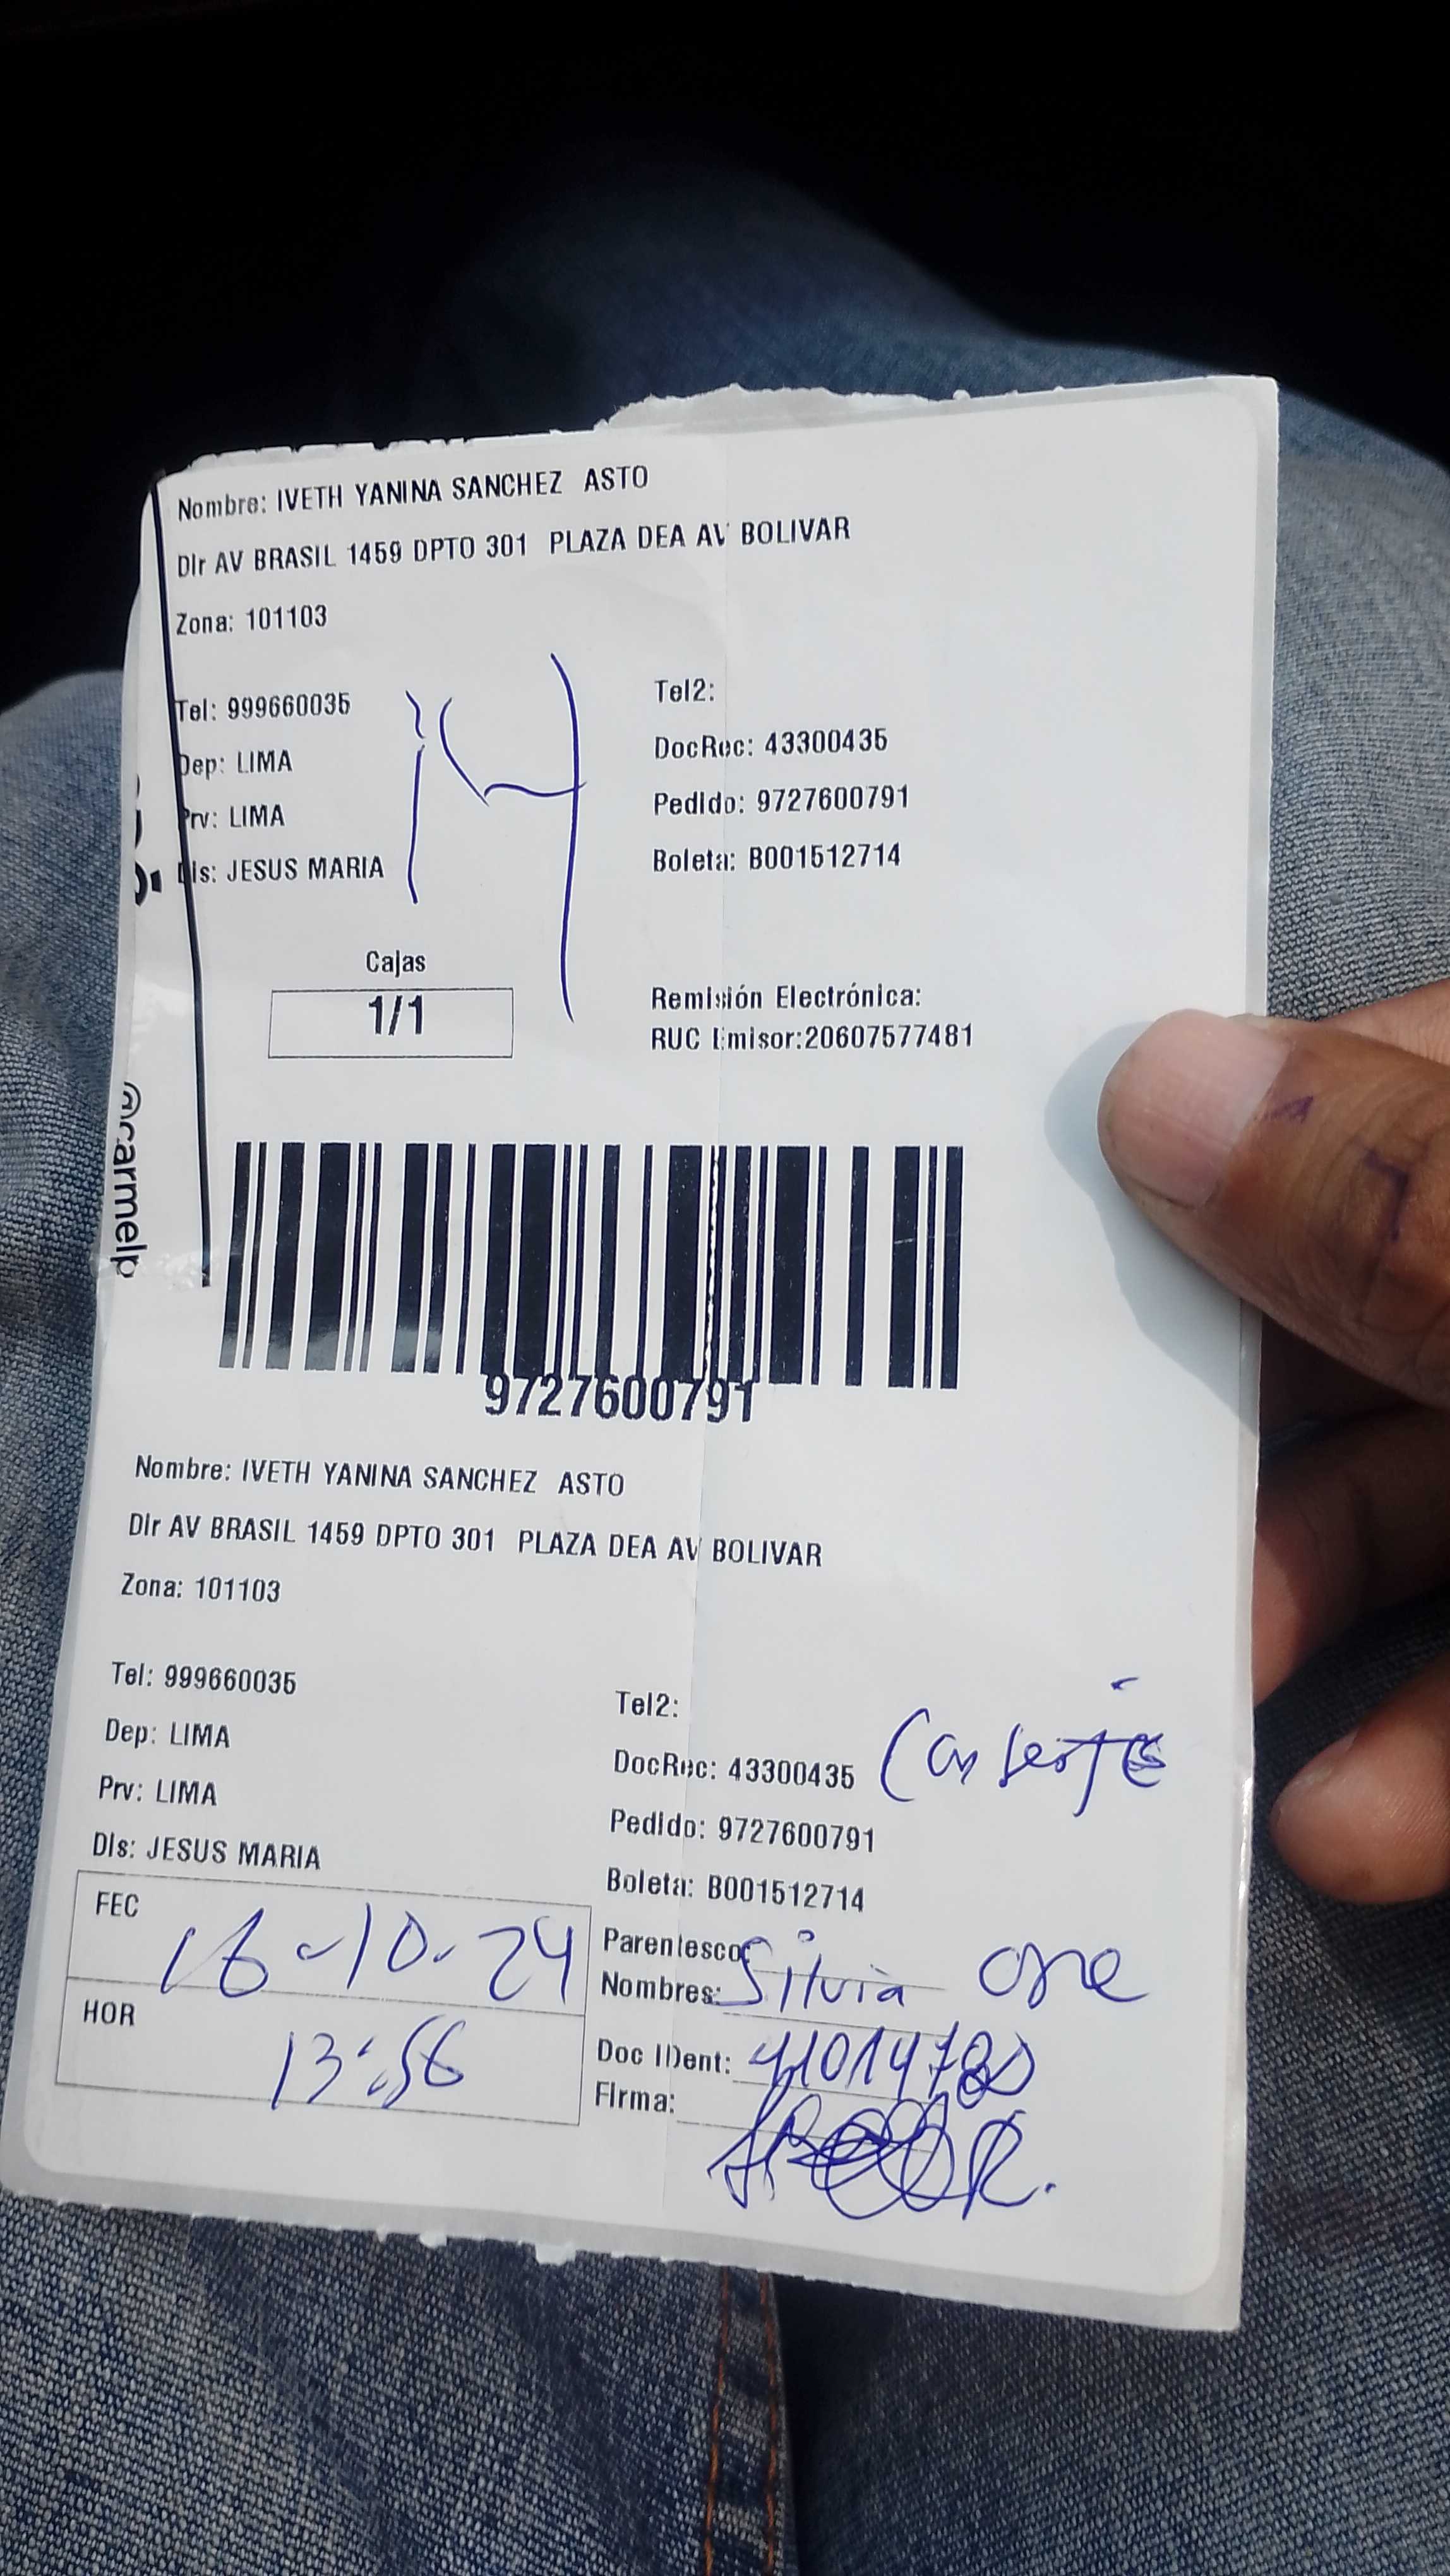 Nombre: IVETH YANINA SANCHEZ ASTO
Dir AV BRASIL 1459 DPTO 301 PLAZA DEA AV BOLIVAR
Zona: 101103
14
Tel: 999660035
Dep: LIMA
Prv: LIMA
Dis: JESUS MARIA
Tel2:
DocRec: 43300435
Pedido: 9727600791
Boleta: B001512714
Cajas
1/1
Remisión Electrónica:
RUC Emisor:20607577481
@carmelp
9727600791
Nombre: IVETH YANINA SANCHEZ ASTO
Dir AV BRASIL 1459 DPTO 301 PLAZA DEA AV BOLIVAR
Zona: 101103
Tel: 999660035
Dep: LIMA
Prv: LIMA
Dis: JESUS MARIA
Tel2:
DocRec: 43300435
Pedido: 9727600791
Boleta: B001512714
FEC 16-10-24
HOR 13:56
Parentesco:
Nombres: Silvia
Doc IDent:
Firma: